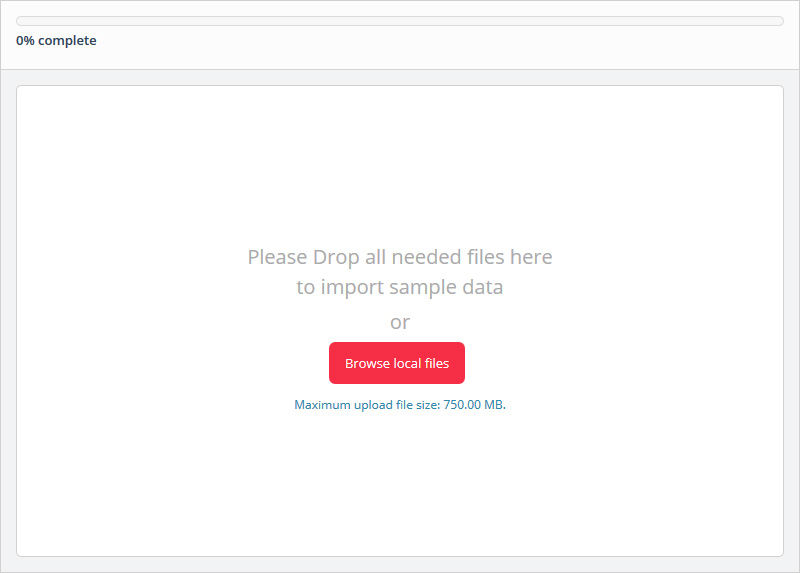 0% complete
Please Drop all needed files here
to import sample data
or
Browse local files
Maximum upload file size: 750.00 MB.